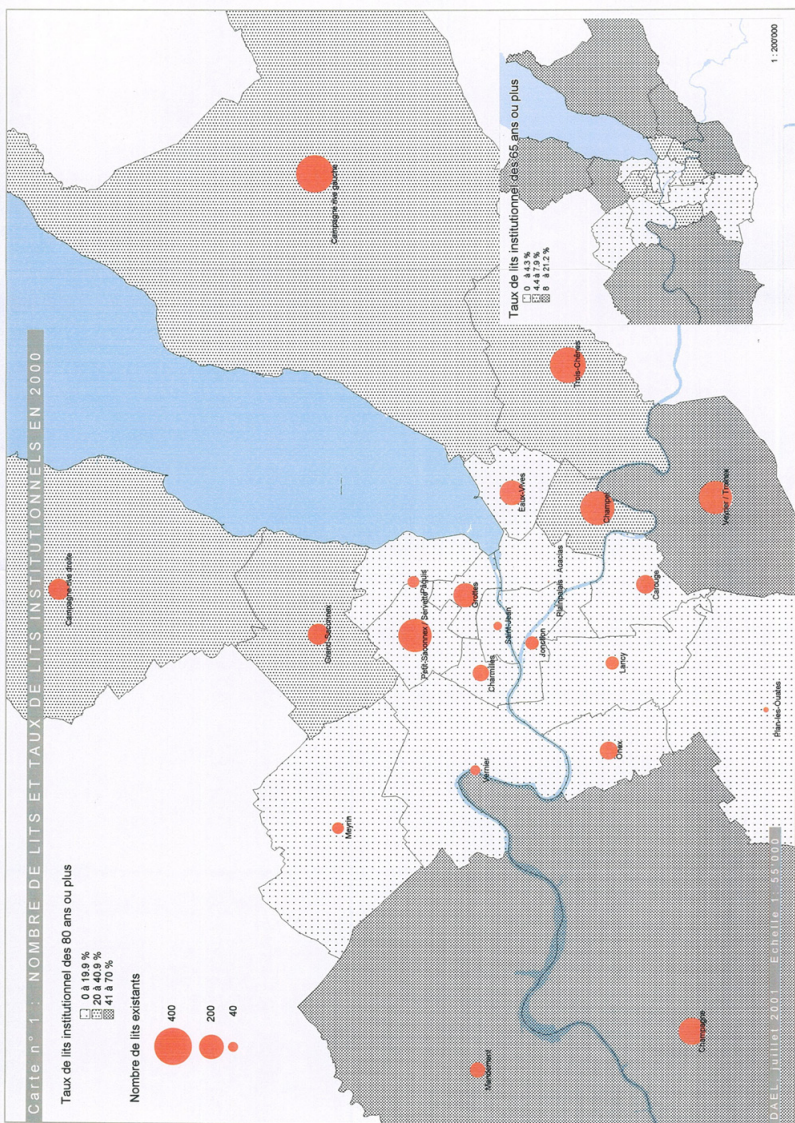 Carte n° 1 : NOMBRE DE LITS ET TAUX DE LITS INSTITUTIONNELS EN 2000
Taux de lits institutionnel des 80 ans ou plus
0 à 19.9 %
20 à 40.9 %
41 à 70 %
Nombre de lits existants
400
200
40
Campagne rive droite
Campagne rive gauche
Grand-Saconnex
Meyrin
Petit-Saconnex / Servette
Pâquis
Grottes
Charmilles
Saint-Jean
Jonction
Eaux-Vives
Plainpalais
Acacias
Champel
Trois-Chênes
Vernier
Mandement
Champagne
Onex
Lancy
Carouge
Veyrier / Troinex
Plan-les-Ouates
Taux de lits institutionnel des 65 ans ou plus
0 à 4.3 %
4.4 à 7.9 %
8 à 21.2 %
1 : 200'000
DAEL, juillet 2001 Echelle 1 : 55'000